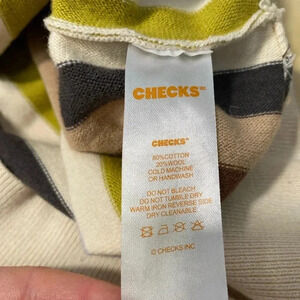 CHECKS™
CHECKS™
80%COTTON
20%WOOL
COLD MACHINE
OR HANDWASH
DO NOT BLEACH
DO NOT TUMBLE DRY
WARM IRON REVERSE SIDE
DRY CLEANABLE
© CHECKS INC.